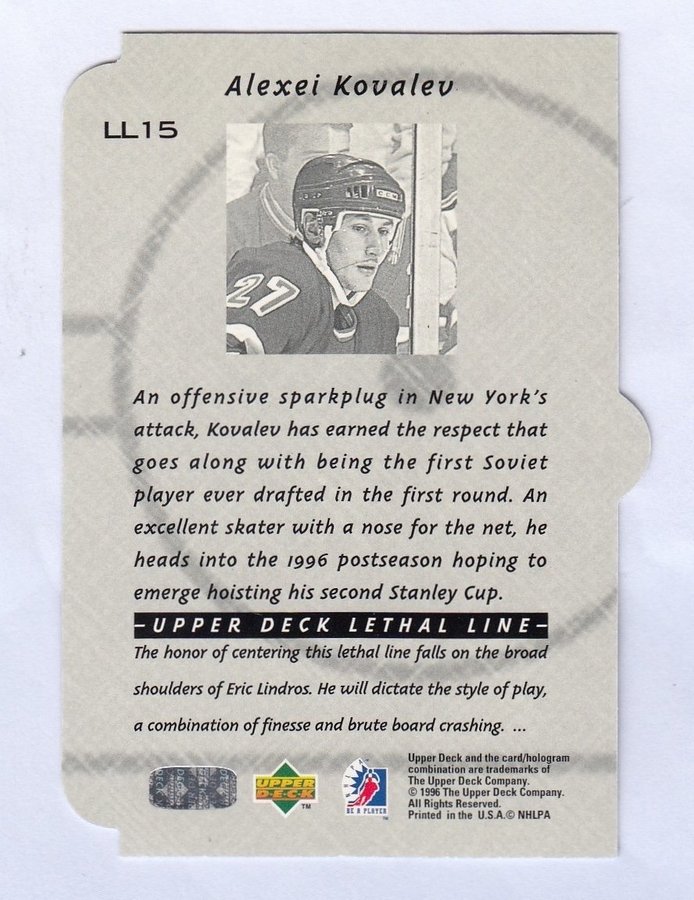 Alexei Kovalev
LL15
27
CCM
An offensive sparkplug in New York's
attack, Kovalev has earned the respect that
goes along with being the first Soviet
player ever drafted in the first round. An
excellent skater with a nose for the net, he
heads into the 1996 postseason hoping to
emerge hoisting his second Stanley Cup.
–UPPER DECK LETHAL LINE–
The honor of centering this lethal line falls on the broad
shoulders of Eric Lindros. He will dictate the style of play,
a combination of finesse and brute board crashing. ...
UPPER
DECK
TM
NHLPA
BE A PLAYER
TM
Upper Deck and the card/hologram
combination are trademarks of
The Upper Deck Company.
© 1996 The Upper Deck Company.
All Rights Reserved.
Printed in the U.S.A.© NHLPA